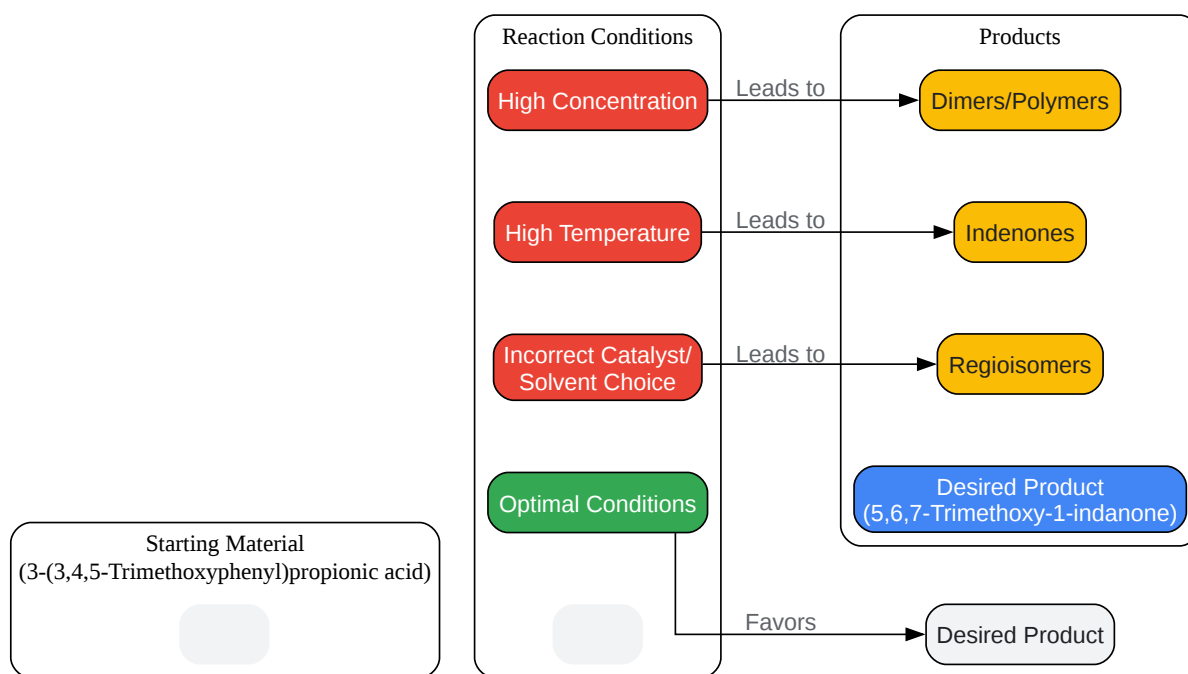 Reaction Conditions
Products
High Concentration
Leads to
Dimers/Polymers
High Temperature
Leads to
Indenones
Incorrect Catalyst/
Solvent Choice
Leads to
Regioisomers
Optimal Conditions
Desired Product
(5,6,7-Trimethoxy-1-indanone)
Starting Material
(3-(3,4,5-Trimethoxyphenyl)propionic acid)
Favors
Desired Product